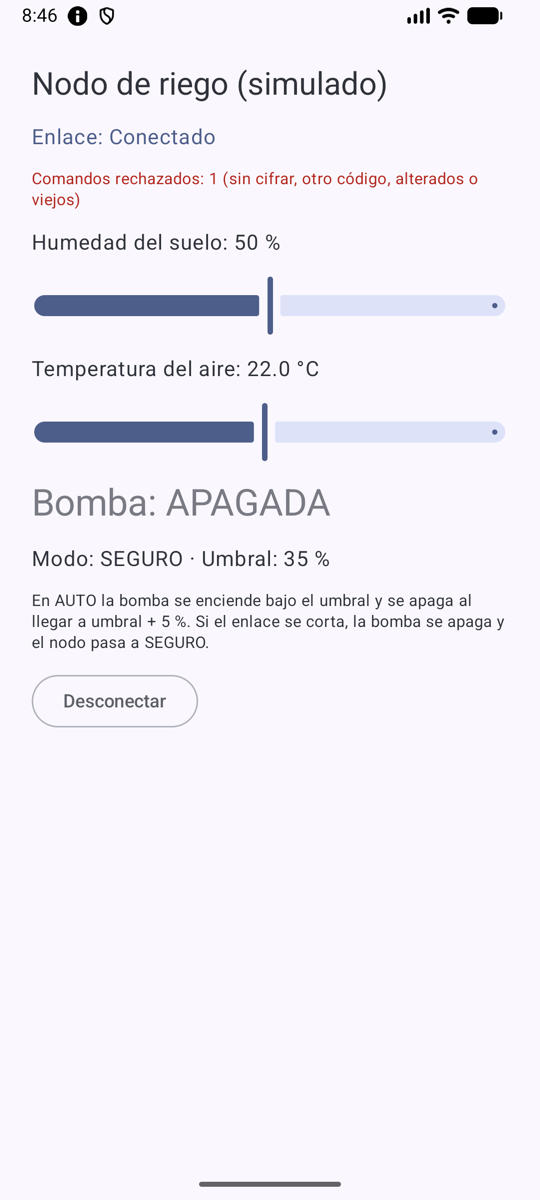 8:46
Nodo de riego (simulado)
Enlace: Conectado
Comandos rechazados: 1 (sin cifrar, otro código, alterados o
viejos)
Humedad del suelo: 50 %
Temperatura del aire: 22.0 °C
Bomba: APAGADA
Modo: SEGURO · Umbral: 35 %
En AUTO la bomba se enciende bajo el umbral y se apaga al
llegar a umbral + 5 %. Si el enlace se corta, la bomba se apaga y
el nodo pasa a SEGURO.
Desconectar